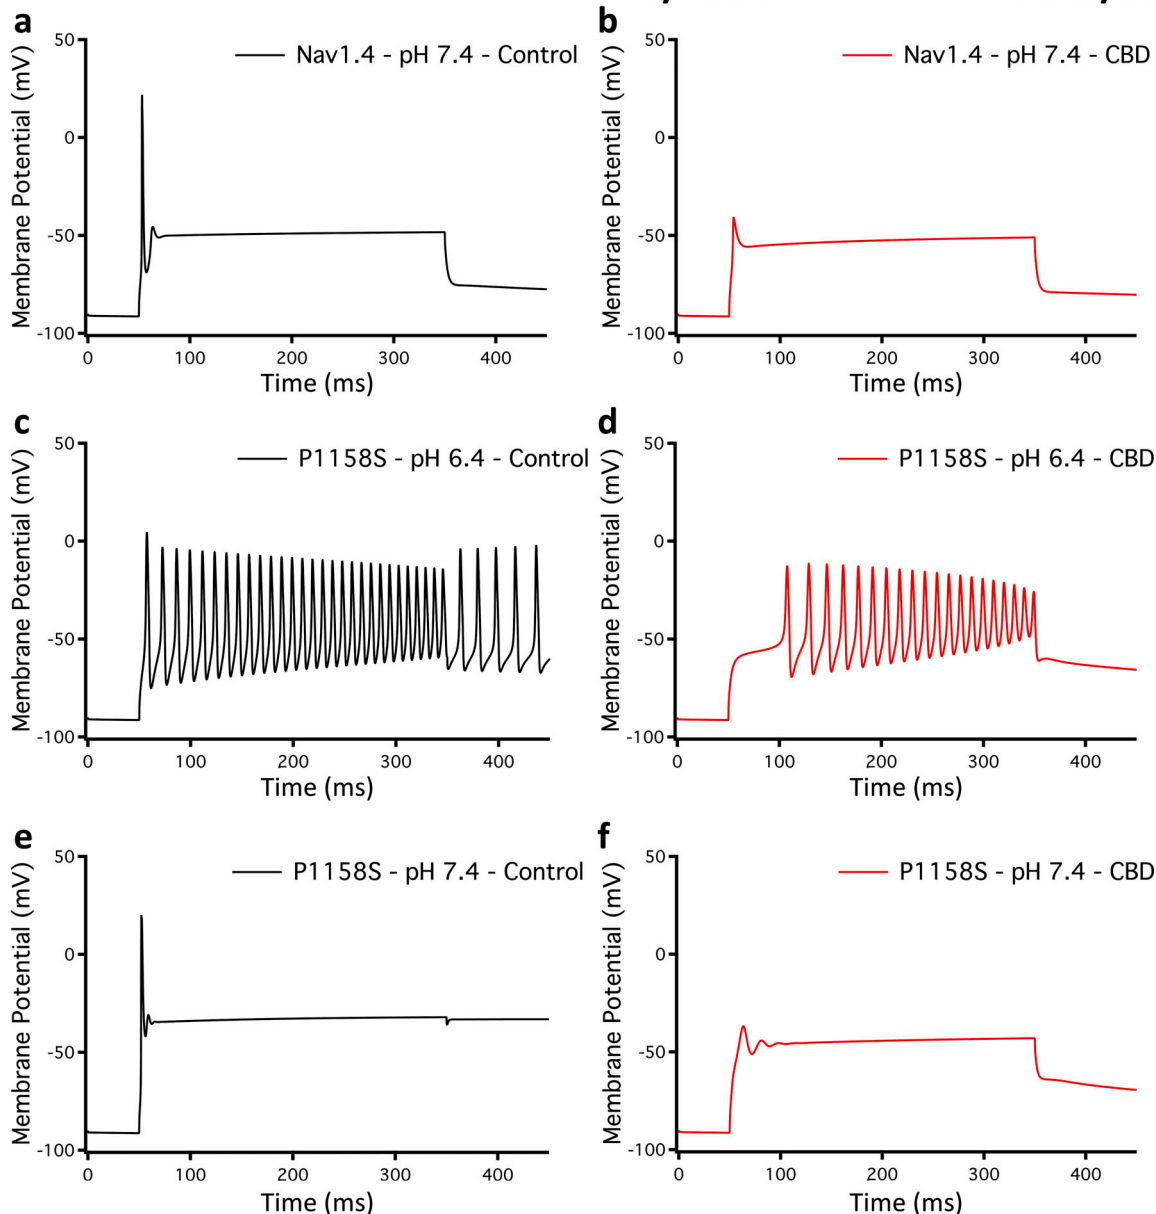 a
50
0
-50
-100
Membrane Potential (mV)
Nav1.4 - pH 7.4 - Control
0 100 200 300 400
Time (ms)
b
50
0
-50
-100
Membrane Potential (mV)
Nav1.4 - pH 7.4 - CBD
0 100 200 300 400
Time (ms)
c
50
0
-50
-100
Membrane Potential (mV)
P1158S - pH 6.4 - Control
0 100 200 300 400
Time (ms)
d
50
0
-50
-100
Membrane Potential (mV)
P1158S - pH 6.4 - CBD
0 100 200 300 400
Time (ms)
e
50
0
-50
-100
Membrane Potential (mV)
P1158S - pH 7.4 - Control
0 100 200 300 400
Time (ms)
f
50
0
-50
-100
Membrane Potential (mV)
P1158S - pH 7.4 - CBD
0 100 200 300 400
Time (ms)